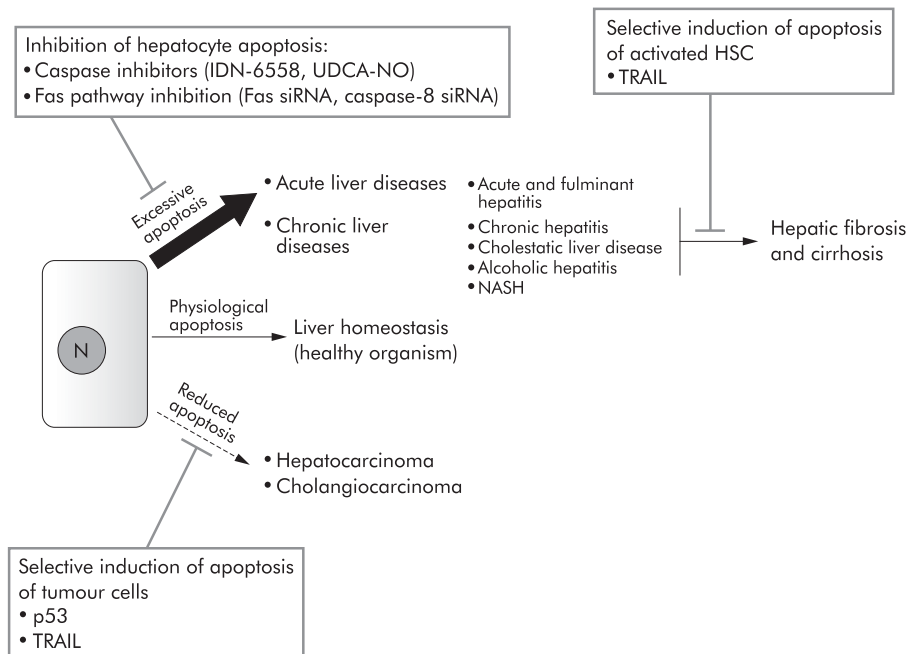 Inhibition of hepatocyte apoptosis:
• Caspase inhibitors (IDN-6558, UDCA-NO)
• Fas pathway inhibition (Fas siRNA, caspase-8 siRNA)
Selective induction of apoptosis
of activated HSC
• TRAIL
Excessive
apoptosis
• Acute liver diseases
• Chronic liver
diseases
• Acute and fulminant
hepatitis
• Chronic hepatitis
• Cholestatic liver disease
• Alcoholic hepatitis
• NASH
Hepatic fibrosis
and cirrhosis
N
Physiological
apoptosis
Liver homeostasis
(healthy organism)
Reduced
apoptosis
• Hepatocarcinoma
• Cholangiocarcinoma
Selective induction of apoptosis
of tumour cells
• p53
• TRAIL